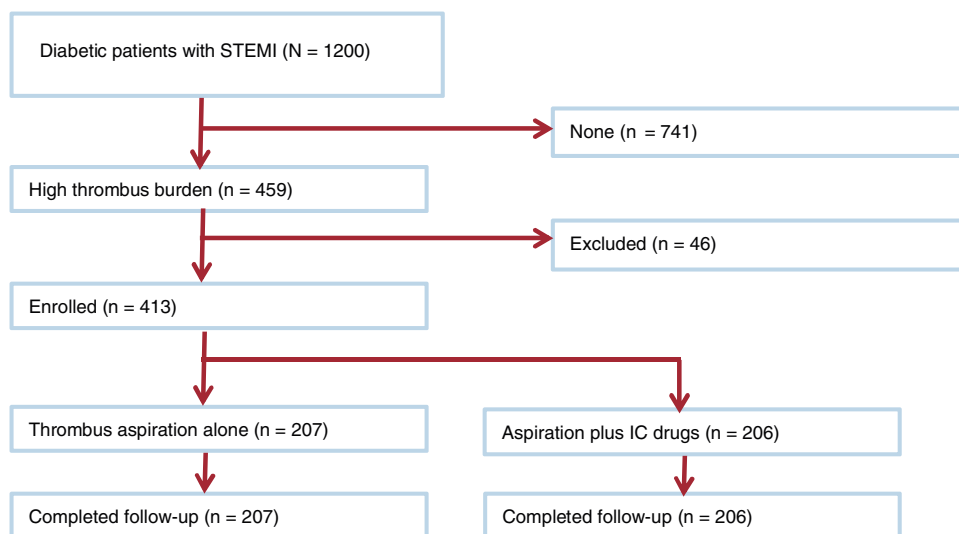 Diabetic patients with STEMI (N = 1200)
None (n = 741)
High thrombus burden (n = 459)
Excluded (n = 46)
Enrolled (n = 413)
Thrombus aspiration alone (n = 207)
Aspiration plus IC drugs (n = 206)
Completed follow-up (n = 207)
Completed follow-up (n = 206)